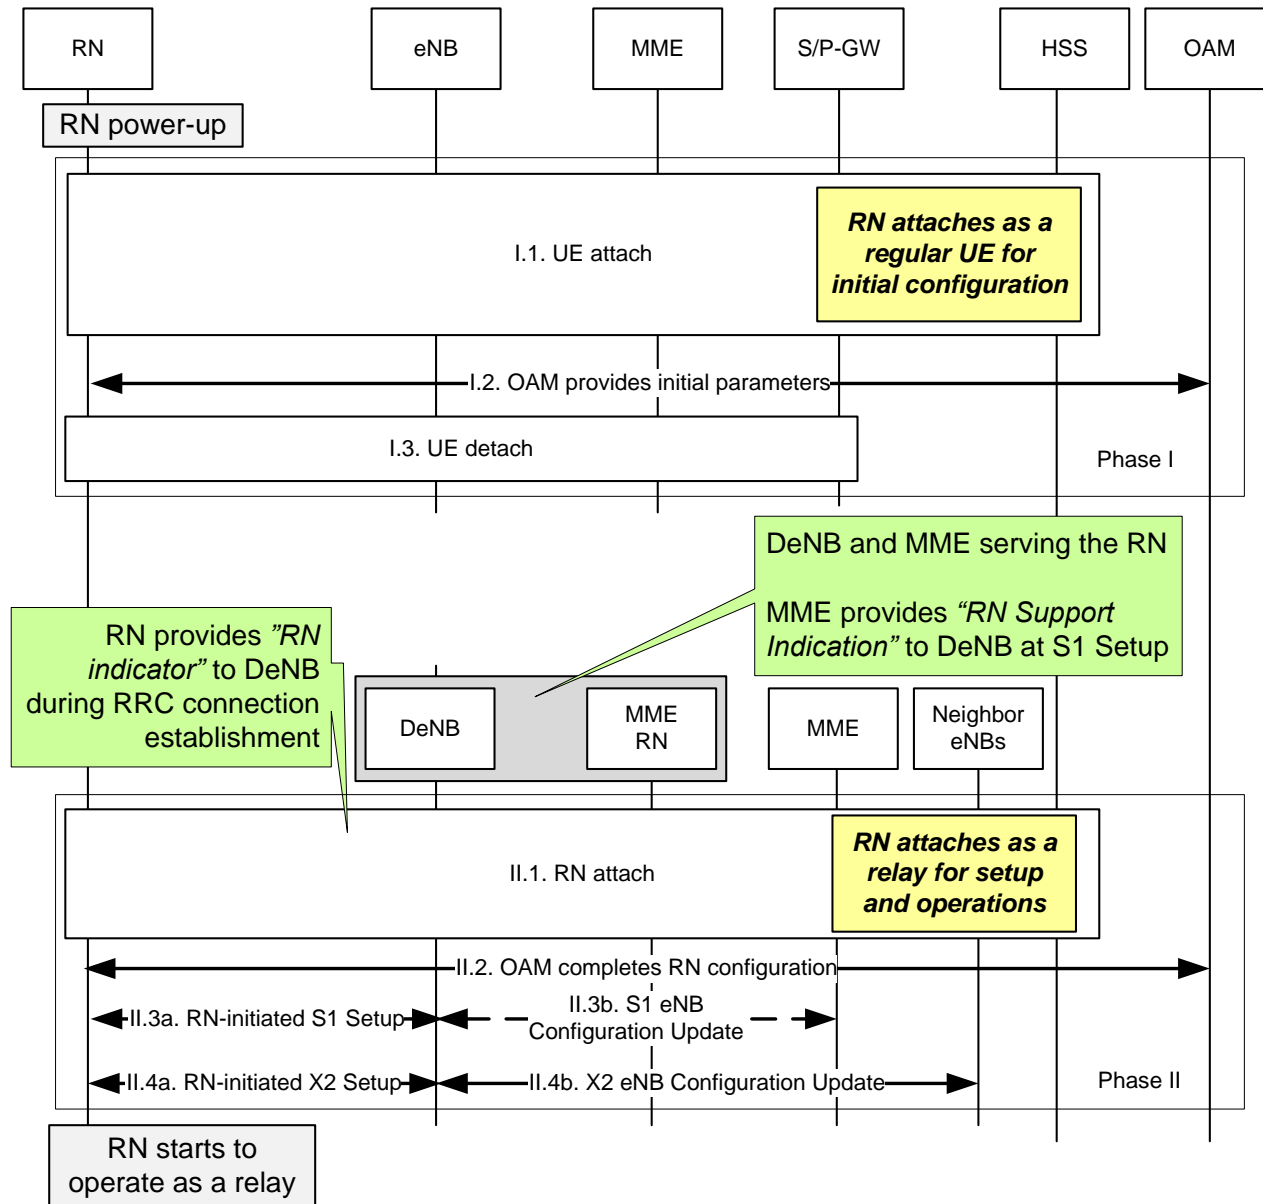 RN
eNB
MME
S/P-GW
HSS
OAM
RN power-up
I.1. UE attach
RN attaches as a
regular UE for
initial configuration
I.2. OAM provides initial parameters
I.3. UE detach
Phase I
DeNB and MME serving the RN
MME provides “RN Support
Indication” to DeNB at S1 Setup
RN provides ”RN
indicator” to DeNB
during RRC connection
establishment
DeNB
MME
RN
MME
Neighbor
eNBs
II.1. RN attach
RN attaches as a
relay for setup
and operations
II.2. OAM completes RN configuration
II.3a. RN-initiated S1 Setup
II.3b. S1 eNB
Configuration Update
II.4a. RN-initiated X2 Setup
II.4b. X2 eNB Configuration Update
Phase II
RN starts to
operate as a relay